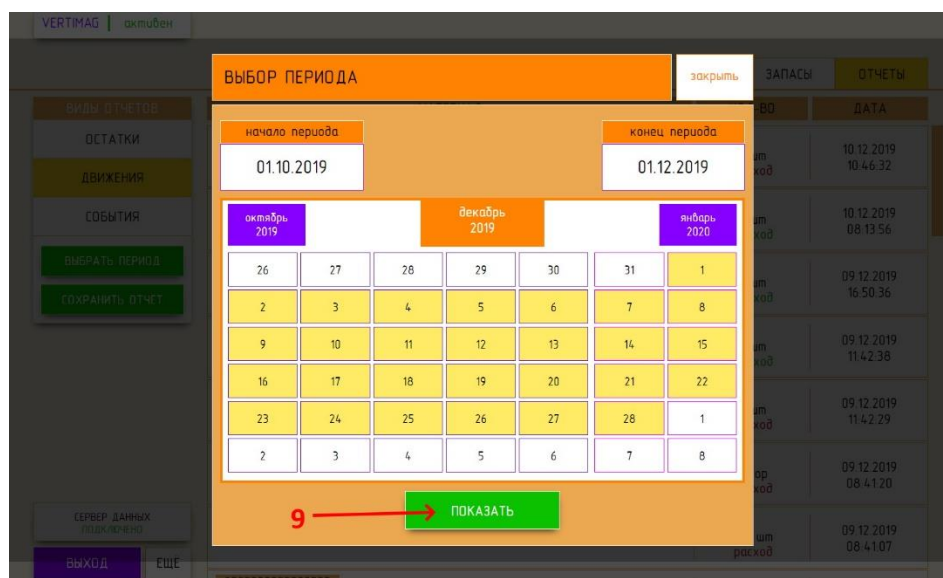 VERTIMAG | активен
ВЫБОР ПЕРИОДА
закрыть
ЗАПАСЫ
ОТЧЕТЫ
ВИДЫ ОТЧЕТОВ
ДАТА
ОСТАТКИ
ДВИЖЕНИЯ
СОБЫТИЯ
ВЫБРАТЬ ПЕРИОД
СОХРАНИТЬ ОТЧЕТ
начало периода
конец периода
01.10.2019
01.12.2019
октябрь
2019
декабрь
2019
январь
2020
26 27 28 29 30 31 1
2 3 4 5 6 7 8
9 10 11 12 13 14 15
16 17 18 19 20 21 22
23 24 25 26 27 28 1
2 3 4 5 6 7 8
9
ПОКАЗАТЬ
10.12.2019
10:46:32
10.12.2019
08:13:56
09.12.2019
16:50:36
09.12.2019
11:42:38
09.12.2019
11:42:29
09.12.2019
08:41:20
шт
расход
09.12.2019
08:41:07
СЕРВЕР ДАННЫХ
ПОДКЛЮЧЕНО
ВЫХОД
ЕЩЁ